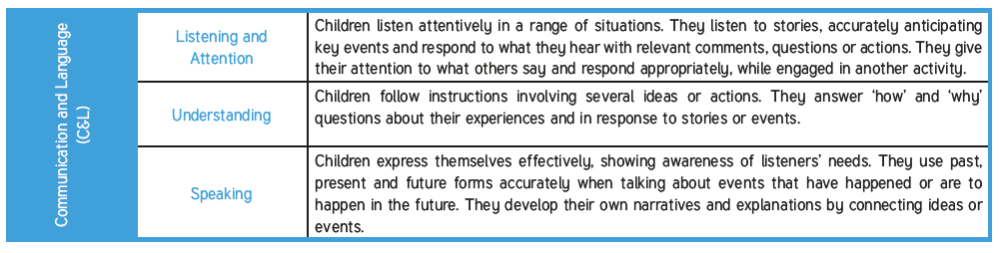 Communication and Language
(C&L)
Listening and
Attention
Children listen attentively in a range of situations. They listen to stories, accurately anticipating
key events and respond to what they hear with relevant comments, questions or actions. They give
their attention to what others say and respond appropriately, while engaged in another activity.
Understanding
Children follow instructions involving several ideas or actions. They answer ‘how’ and ‘why’
questions about their experiences and in response to stories or events.
Speaking
Children express themselves effectively, showing awareness of listeners’ needs. They use past,
present and future forms accurately when talking about events that have happened or are to
happen in the future. They develop their own narratives and explanations by connecting ideas or
events.